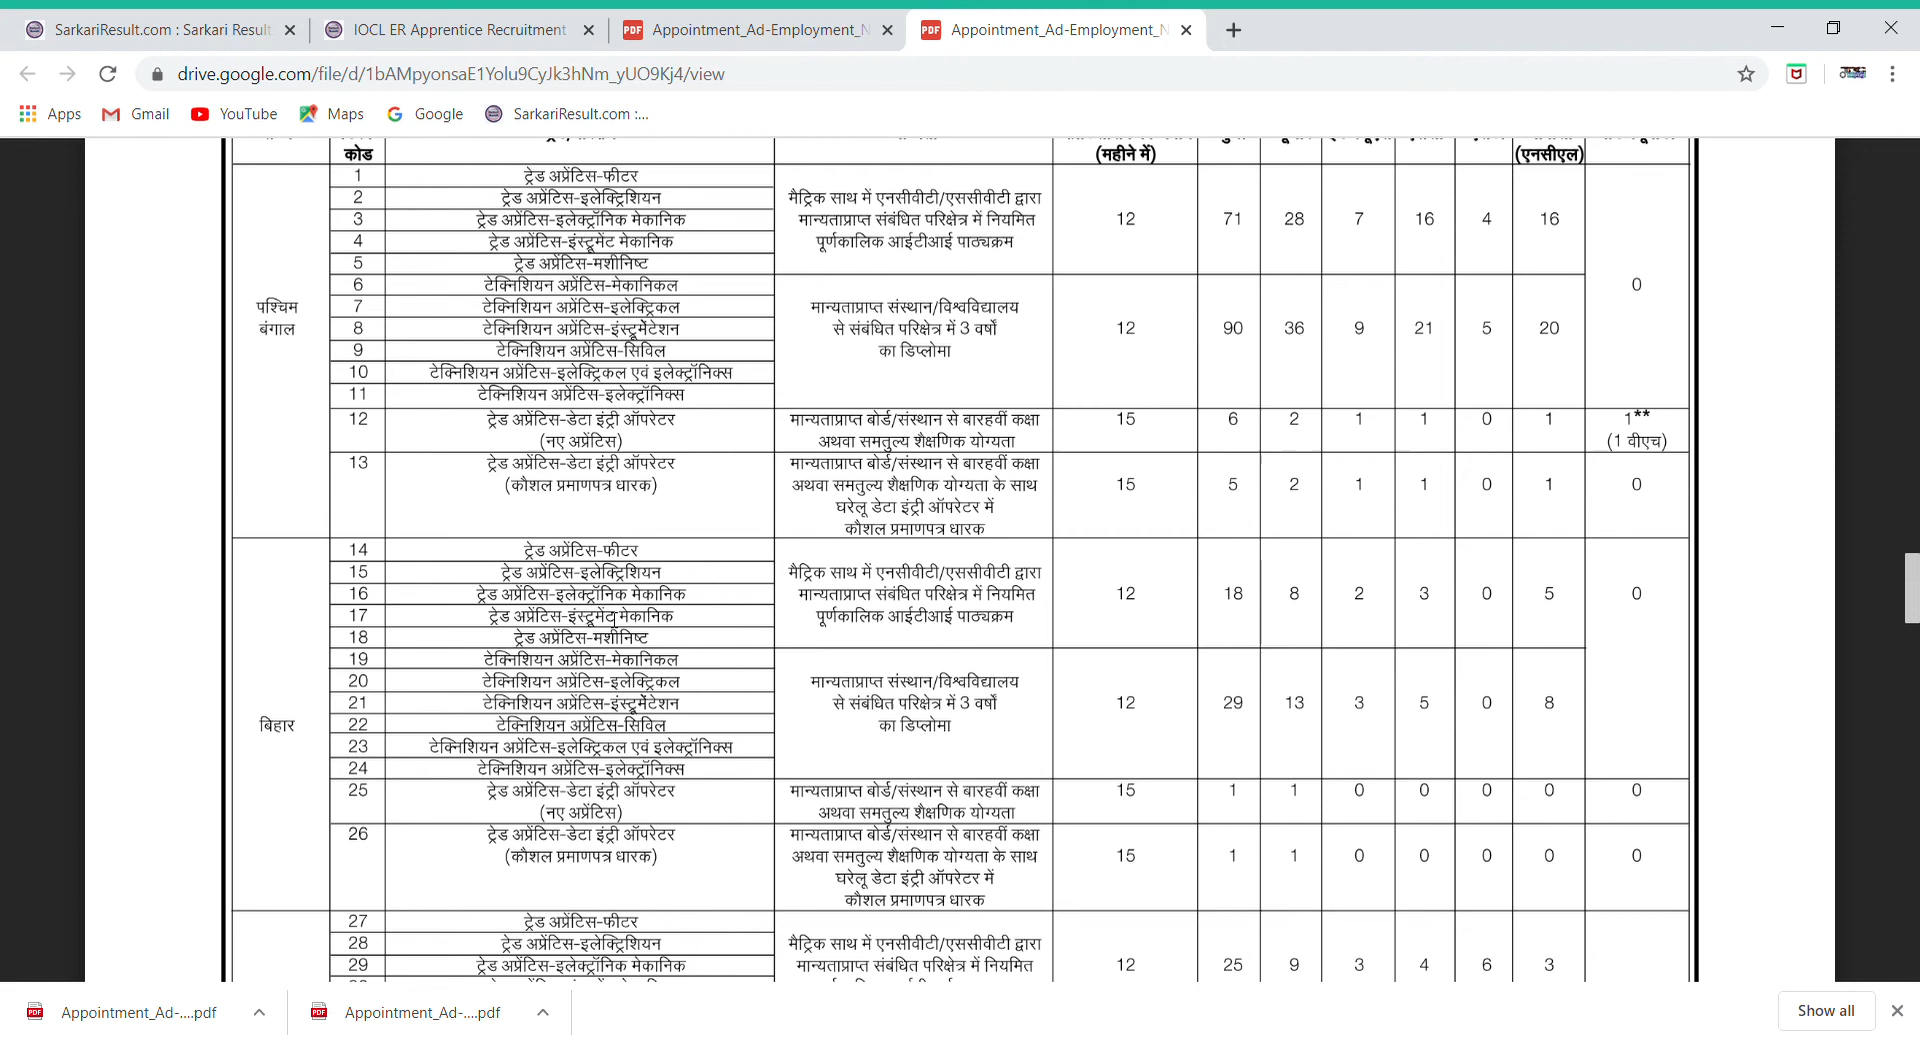 SarkariResult.com : Sarkari Result
IOCL ER Apprentice Recruitment
Appointment_Ad-Employment_N
Appointment_Ad-Employment_N
drive.google.com/file/d/1bAMpyonsaE1Yolu9CyJk3hNm_yUO9Kj4/view
Apps Gmail YouTube Maps Google SarkariResult.com :...
कोड (महीने में) (एनसीएल)
पश्चिम
बंगाल
1 ट्रेड अप्रेंटिस-फीटर
2 ट्रेड अप्रेंटिस-इलेक्ट्रिशियन
3 ट्रेड अप्रेंटिस-इलेक्ट्रॉनिक मेकानिक
4 ट्रेड अप्रेंटिस-इंस्ट्रूमेंट मेकानिक
5 ट्रेड अप्रेंटिस-मशीनिष्ट
मैट्रिक साथ में एनसीवीटी/एससीवीटी द्वारा
मान्यताप्राप्त संबंधित परिक्षेत्र में नियमित
पूर्णकालिक आईटीआई पाठ्यक्रम
12 71 28 7 16 4 16
0
6 टेक्निशियन अप्रेंटिस-मेकानिकल
7 टेक्निशियन अप्रेंटिस-इलेक्ट्रिकल
8 टेक्निशियन अप्रेंटिस-इंस्ट्रूमेंटेशन
9 टेक्निशियन अप्रेंटिस-सिविल
10 टेक्निशियन अप्रेंटिस-इलेक्ट्रिकल एवं इलेक्ट्रॉनिक्स
11 टेक्निशियन अप्रेंटिस-इलेक्ट्रॉनिक्स
मान्यताप्राप्त संस्थान/विश्वविद्यालय
से संबंधित परिक्षेत्र में 3 वर्षों
का डिप्लोमा
12 90 36 9 21 5 20
12 ट्रेड अप्रेंटिस-डेटा इंट्री ऑपरेटर
(नए अप्रेंटिस)
मान्यताप्राप्त बोर्ड/संस्थान से बारहवीं कक्षा
अथवा समतुल्य शैक्षणिक योग्यता
15 6 2 1 1 0 1 1**
(1 वीएच)
13 ट्रेड अप्रेंटिस-डेटा इंट्री ऑपरेटर
(कौशल प्रमाणपत्र धारक)
मान्यताप्राप्त बोर्ड/संस्थान से बारहवीं कक्षा
अथवा समतुल्य शैक्षणिक योग्यता के साथ
घरेलू डेटा इंट्री ऑपरेटर में
कौशल प्रमाणपत्र धारक
15 5 2 1 1 0 1 0
बिहार
14 ट्रेड अप्रेंटिस-फीटर
15 ट्रेड अप्रेंटिस-इलेक्ट्रिशियन
16 ट्रेड अप्रेंटिस-इलेक्ट्रॉनिक मेकानिक
17 ट्रेड अप्रेंटिस-इंस्ट्रूमेंट मेकानिक
18 ट्रेड अप्रेंटिस-मशीनिष्ट
मैट्रिक साथ में एनसीवीटी/एससीवीटी द्वारा
मान्यताप्राप्त संबंधित परिक्षेत्र में नियमित
पूर्णकालिक आईटीआई पाठ्यक्रम
12 18 8 2 3 0 5 0
19 टेक्निशियन अप्रेंटिस-मेकानिकल
20 टेक्निशियन अप्रेंटिस-इलेक्ट्रिकल
21 टेक्निशियन अप्रेंटिस-इंस्ट्रूमेंटेशन
22 टेक्निशियन अप्रेंटिस-सिविल
23 टेक्निशियन अप्रेंटिस-इलेक्ट्रिकल एवं इलेक्ट्रॉनिक्स
24 टेक्निशियन अप्रेंटिस-इलेक्ट्रॉनिक्स
मान्यताप्राप्त संस्थान/विश्वविद्यालय
से संबंधित परिक्षेत्र में 3 वर्षों
का डिप्लोमा
12 29 13 3 5 0 8
25 ट्रेड अप्रेंटिस-डेटा इंट्री ऑपरेटर
(नए अप्रेंटिस)
मान्यताप्राप्त बोर्ड/संस्थान से बारहवीं कक्षा
अथवा समतुल्य शैक्षणिक योग्यता
15 1 1 0 0 0 0 0
26 ट्रेड अप्रेंटिस-डेटा इंट्री ऑपरेटर
(कौशल प्रमाणपत्र धारक)
मान्यताप्राप्त बोर्ड/संस्थान से बारहवीं कक्षा
अथवा समतुल्य शैक्षणिक योग्यता के साथ
घरेलू डेटा इंट्री ऑपरेटर में
कौशल प्रमाणपत्र धारक
15 1 1 0 0 0 0 0
27 ट्रेड अप्रेंटिस-फीटर
28 ट्रेड अप्रेंटिस-इलेक्ट्रिशियन
29 ट्रेड अप्रेंटिस-इलेक्ट्रॉनिक मेकानिक
मैट्रिक साथ में एनसीवीटी/एससीवीटी द्वारा
मान्यताप्राप्त संबंधित परिक्षेत्र में नियमित
12 25 9 3 4 6 3
Appointment_Ad-....pdf Appointment_Ad-....pdf Show all